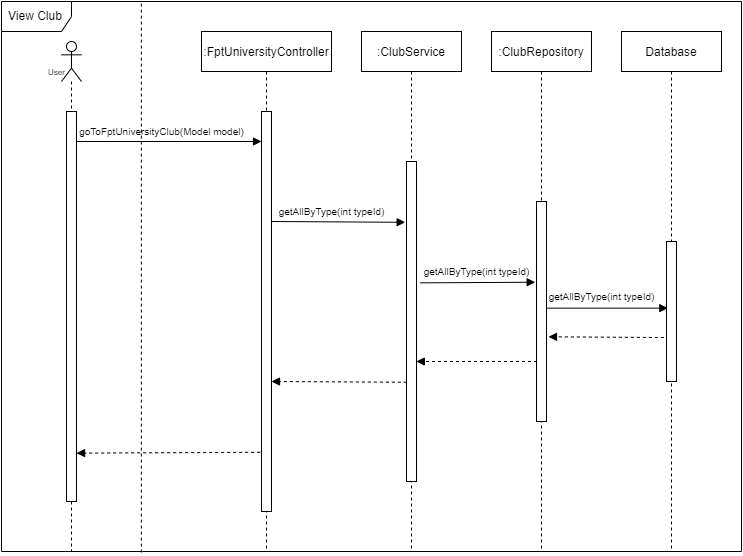 View Club
User
:FptUniversityController
:ClubService
:ClubRepository
Database
goToFptUniversityClub(Model model)
getAllByType(int typeId)
getAllByType(int typeId)
getAllByType(int typeId)